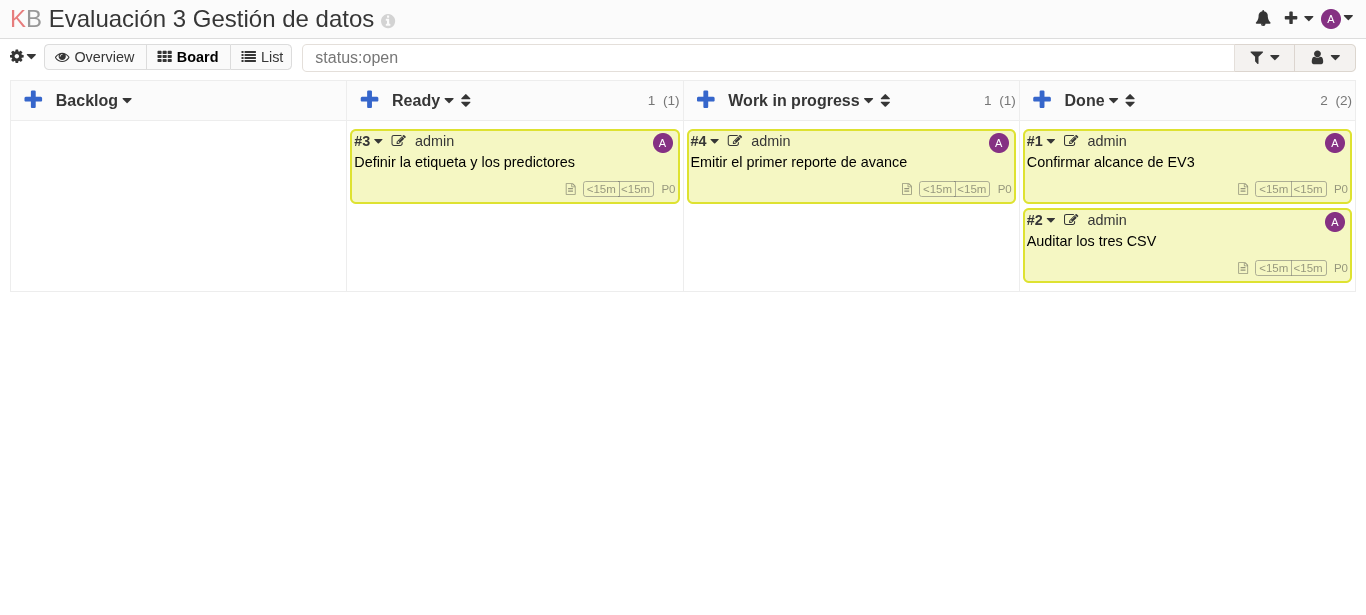 KB Evaluación 3 Gestión de datos
A
Overview Board List status:open
Backlog
Ready 1 (1)
Work in progress 1 (1)
Done 2 (2)
#3 admin A
Definir la etiqueta y los predictores
<15m <15m P0
#4 admin A
Emitir el primer reporte de avance
<15m <15m P0
#1 admin A
Confirmar alcance de EV3
<15m <15m P0
#2 admin A
Auditar los tres CSV
<15m <15m P0